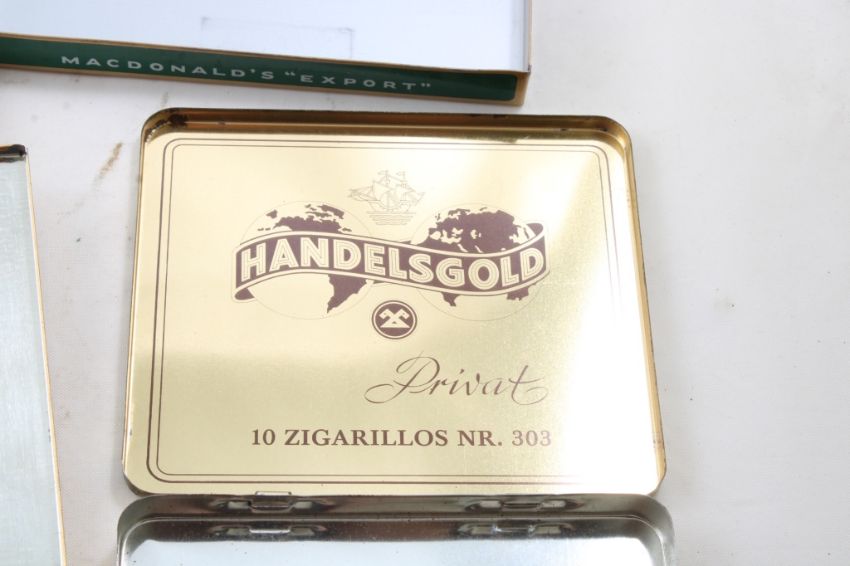 MACDONALD'S "EXPORT"
HANDELSGOLD
Privat
10 ZIGARILLOS NR. 303